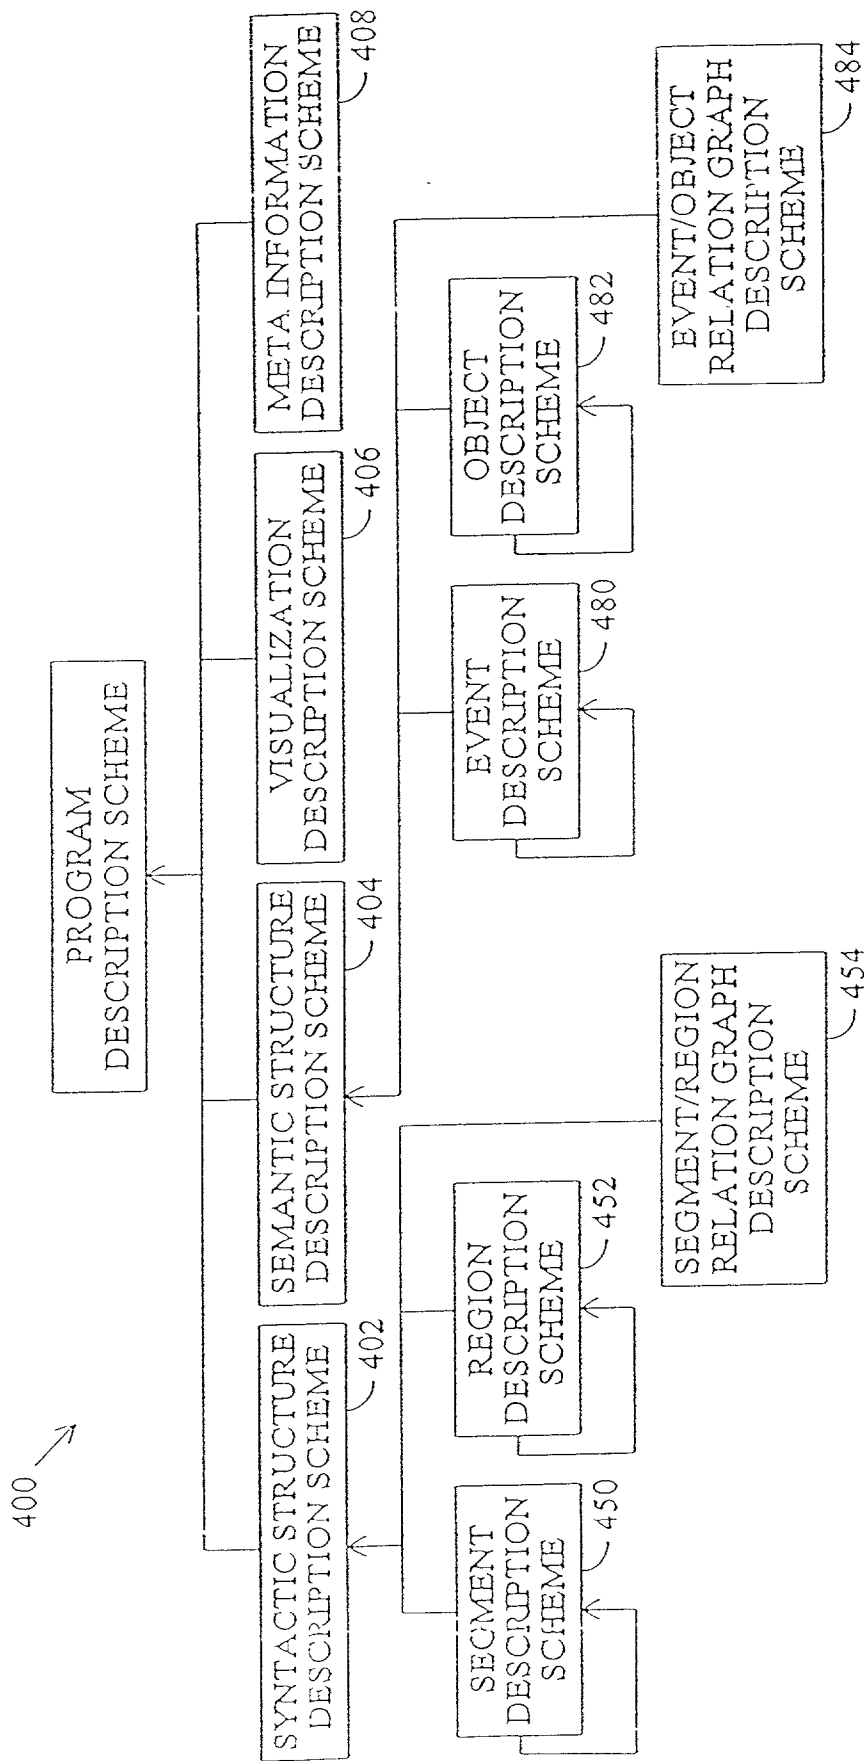 400
PROGRAM
DESCRIPTION SCHEME
SYNTACTIC STRUCTURE
DESCRIPTION SCHEME
402
SEMANTIC STRUCTURE
DESCRIPTION SCHEME
404
VISUALIZATION
DESCRIPTION SCHEME
406
META INFORMATION
DESCRIPTION SCHEME
408
SEGMENT
DESCRIPTION
SCHEME
450
REGION
DESCRIPTION
SCHEME
452
EVENT
DESCRIPTION
SCHEME
480
OBJECT
DESCRIPTION
SCHEME
482
SEGMENT/REGION
RELATION GRAPH
DESCRIPTION
SCHEME
454
EVENT/OBJECT
RELATION GRAPH
DESCRIPTION
SCHEME
484